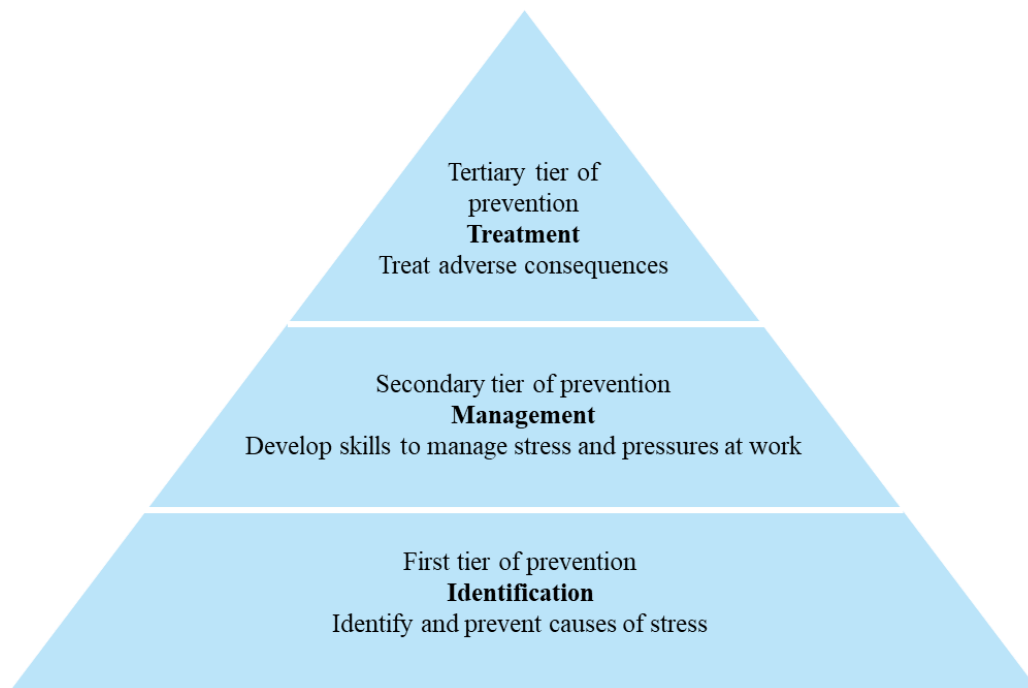 Tertiary tier of
prevention
Treatment
Treat adverse consequences
Secondary tier of prevention
Management
Develop skills to manage stress and pressures at work
First tier of prevention
Identification
Identify and prevent causes of stress